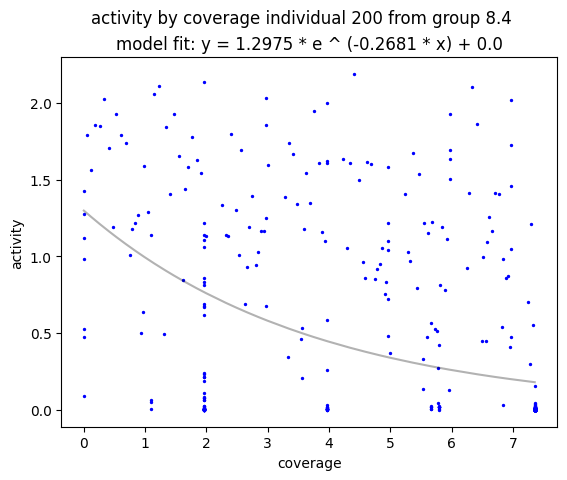 activity by coverage individual 200 from group 8.4
model fit: y = 1.2975 * e ^ (-0.2681 * x) + 0.0
2.0
1.5
1.0
0.5
0.0
activity
0 1 2 3 4 5 6 7
coverage